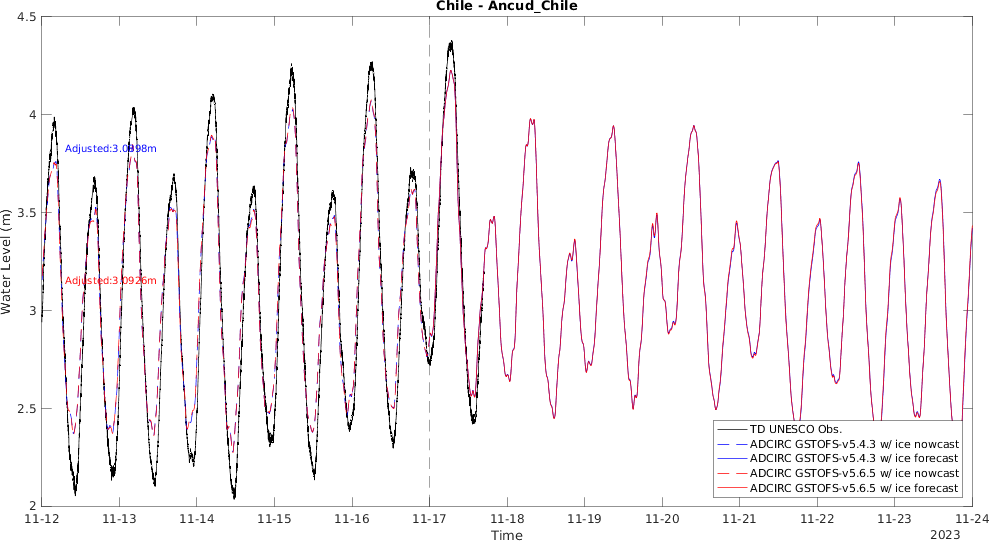 Chile - Ancud_Chile
4.5
4
3.5
3
2.5
2
Water Level (m)
Adjusted:3.0898m
Adjusted:3.0926m
TD UNESCO Obs.
ADCIRC GSTOFS-v5.4.3 w/ ice nowcast
ADCIRC GSTOFS-v5.4.3 w/ ice forecast
ADCIRC GSTOFS-v5.6.5 w/ ice nowcast
ADCIRC GSTOFS-v5.6.5 w/ ice forecast
11-12 11-13 11-14 11-15 11-16 11-17 11-18 11-19 11-20 11-21 11-22 11-23 11-24
Time
2023